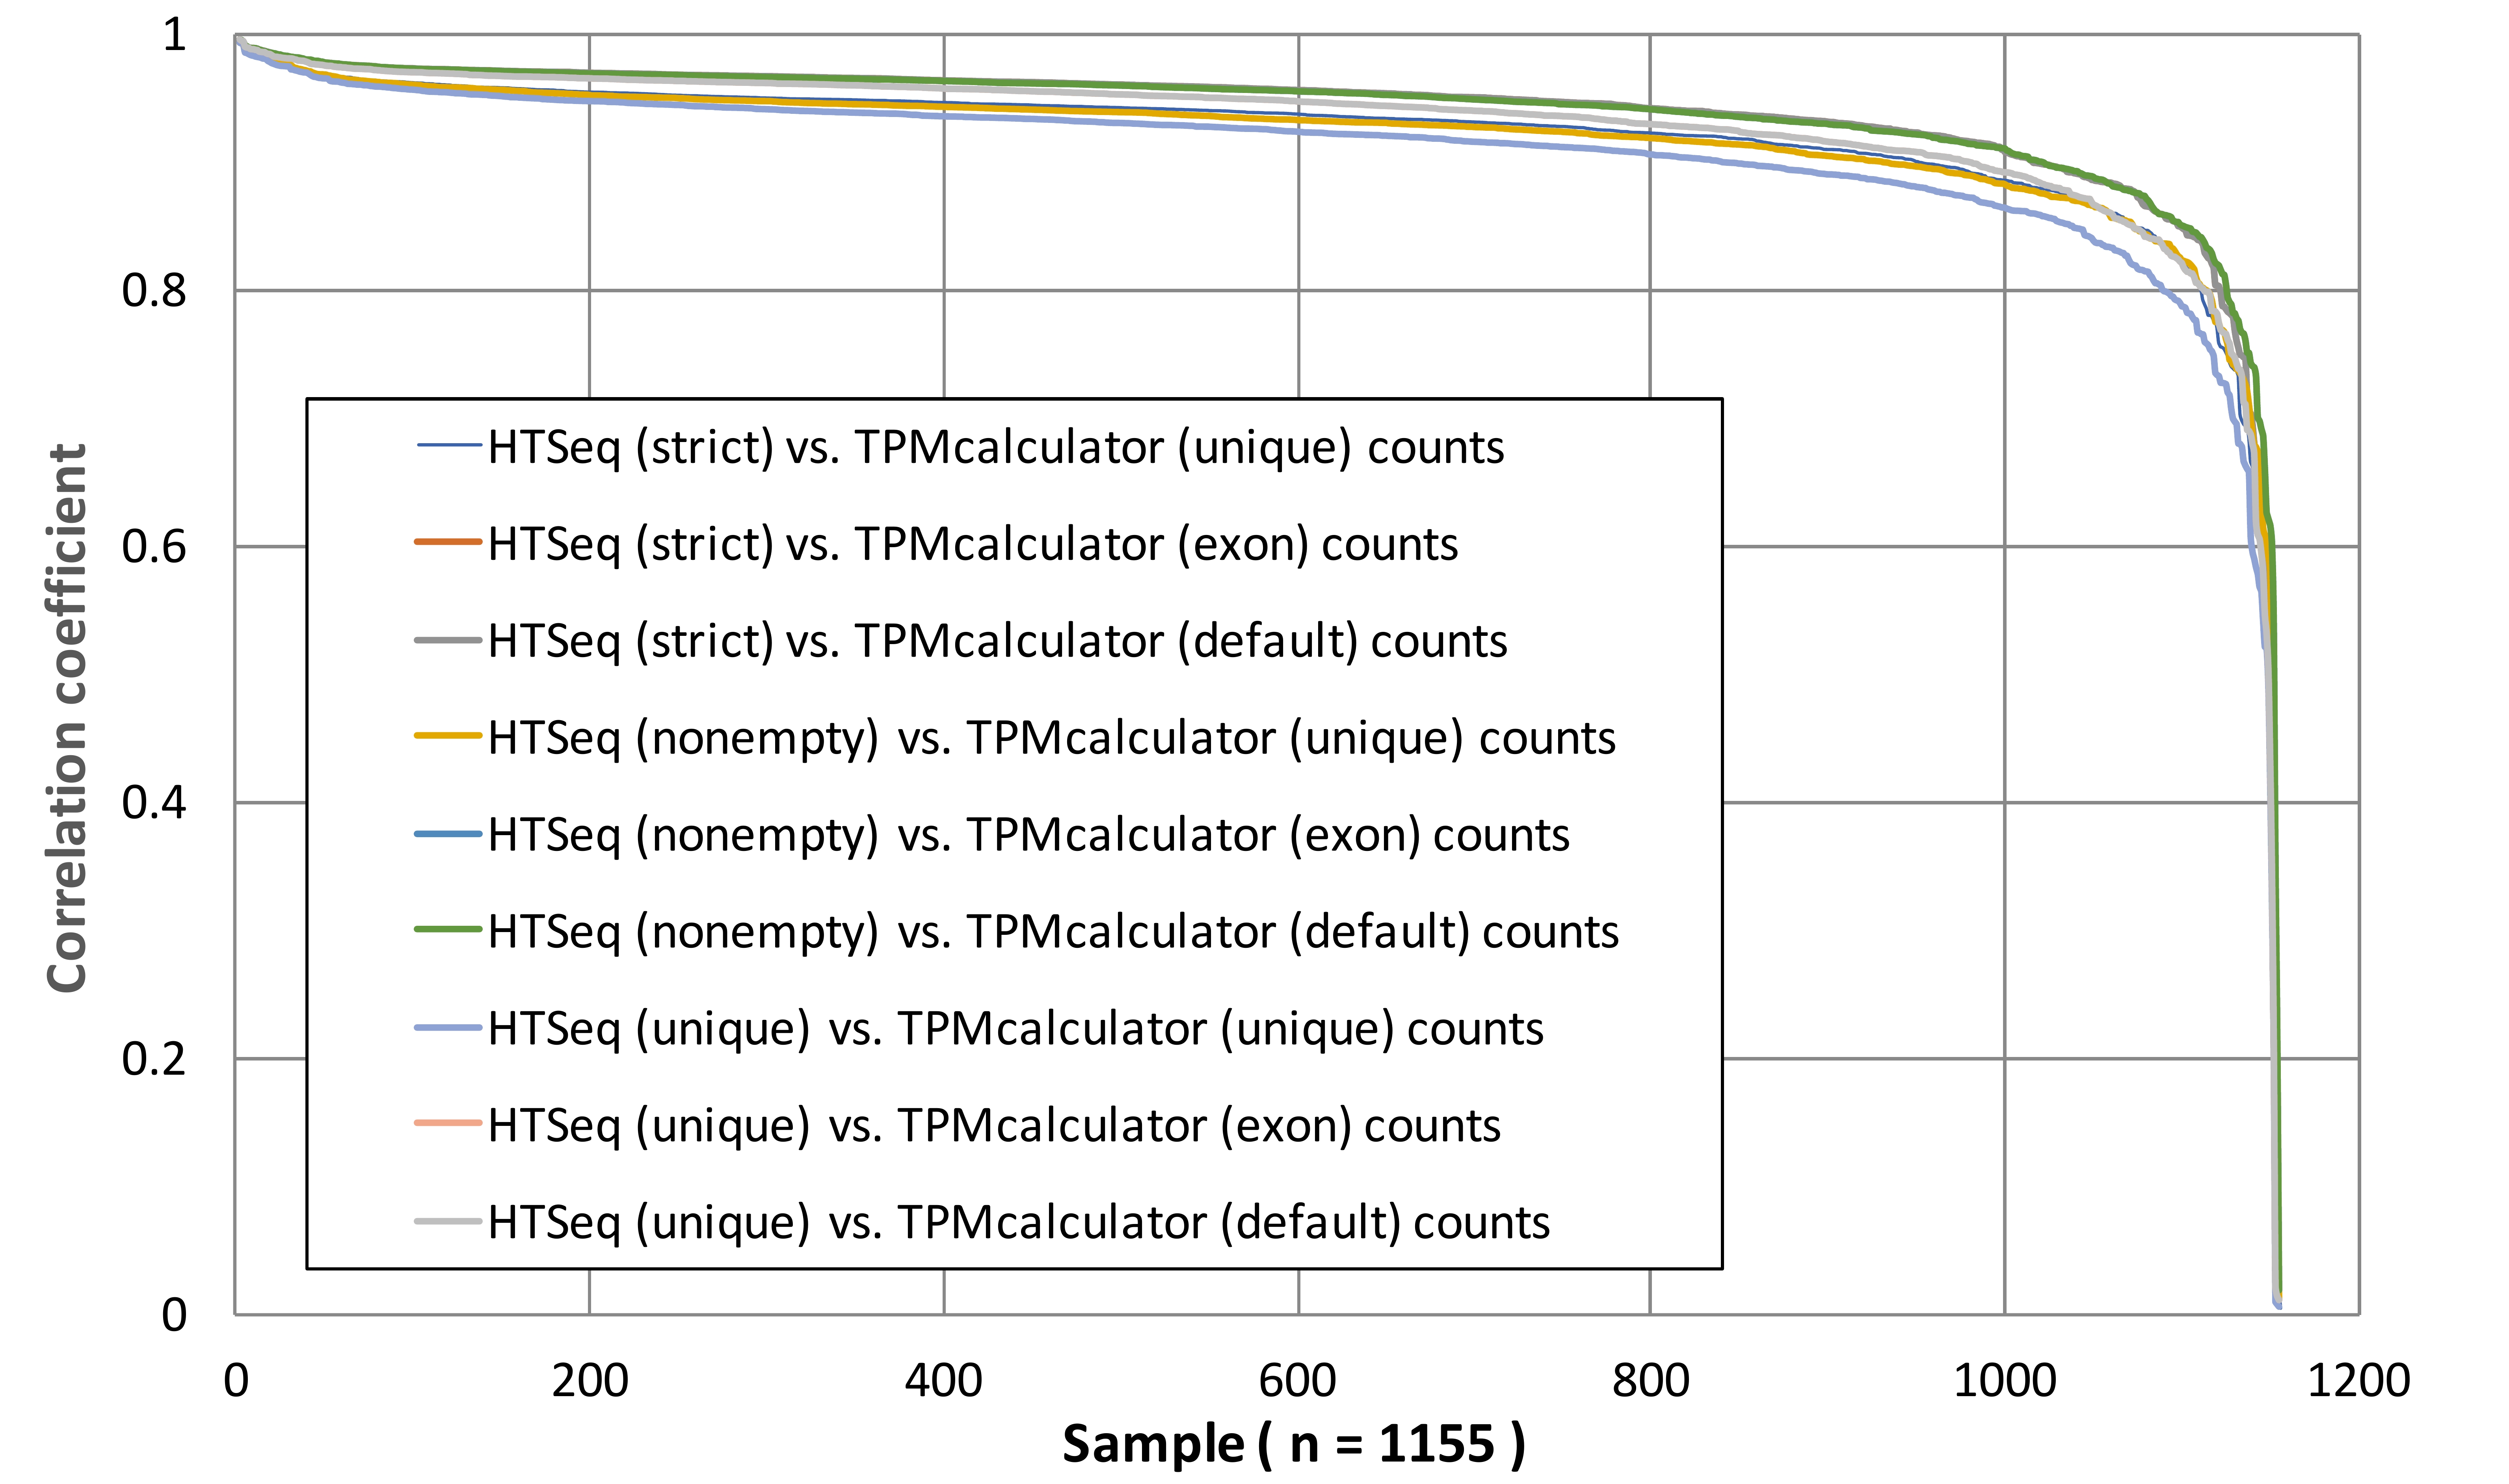 Correlation coefficient
1
0.8
0.6
0.4
0.2
0
HTSeq (strict) vs. TPMcalculator (unique) counts
HTSeq (strict) vs. TPMcalculator (exon) counts
HTSeq (strict) vs. TPMcalculator (default) counts
HTSeq (nonempty) vs. TPMcalculator (unique) counts
HTSeq (nonempty) vs. TPMcalculator (exon) counts
HTSeq (nonempty) vs. TPMcalculator (default) counts
HTSeq (unique) vs. TPMcalculator (unique) counts
HTSeq (unique) vs. TPMcalculator (exon) counts
HTSeq (unique) vs. TPMcalculator (default) counts
0 200 400 600 800 1000 1200
Sample ( n = 1155 )